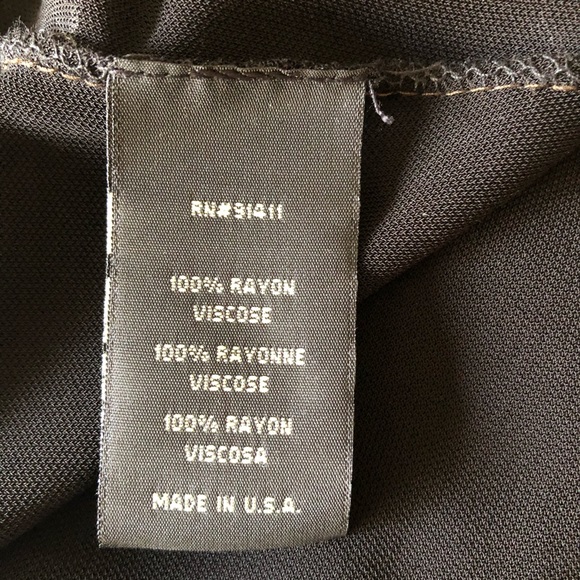 RN#91411
100% RAYON
VISCOSE
100% RAYONNE
VISCOSE
100% RAYON
VISCOSA
MADE IN U.S.A.